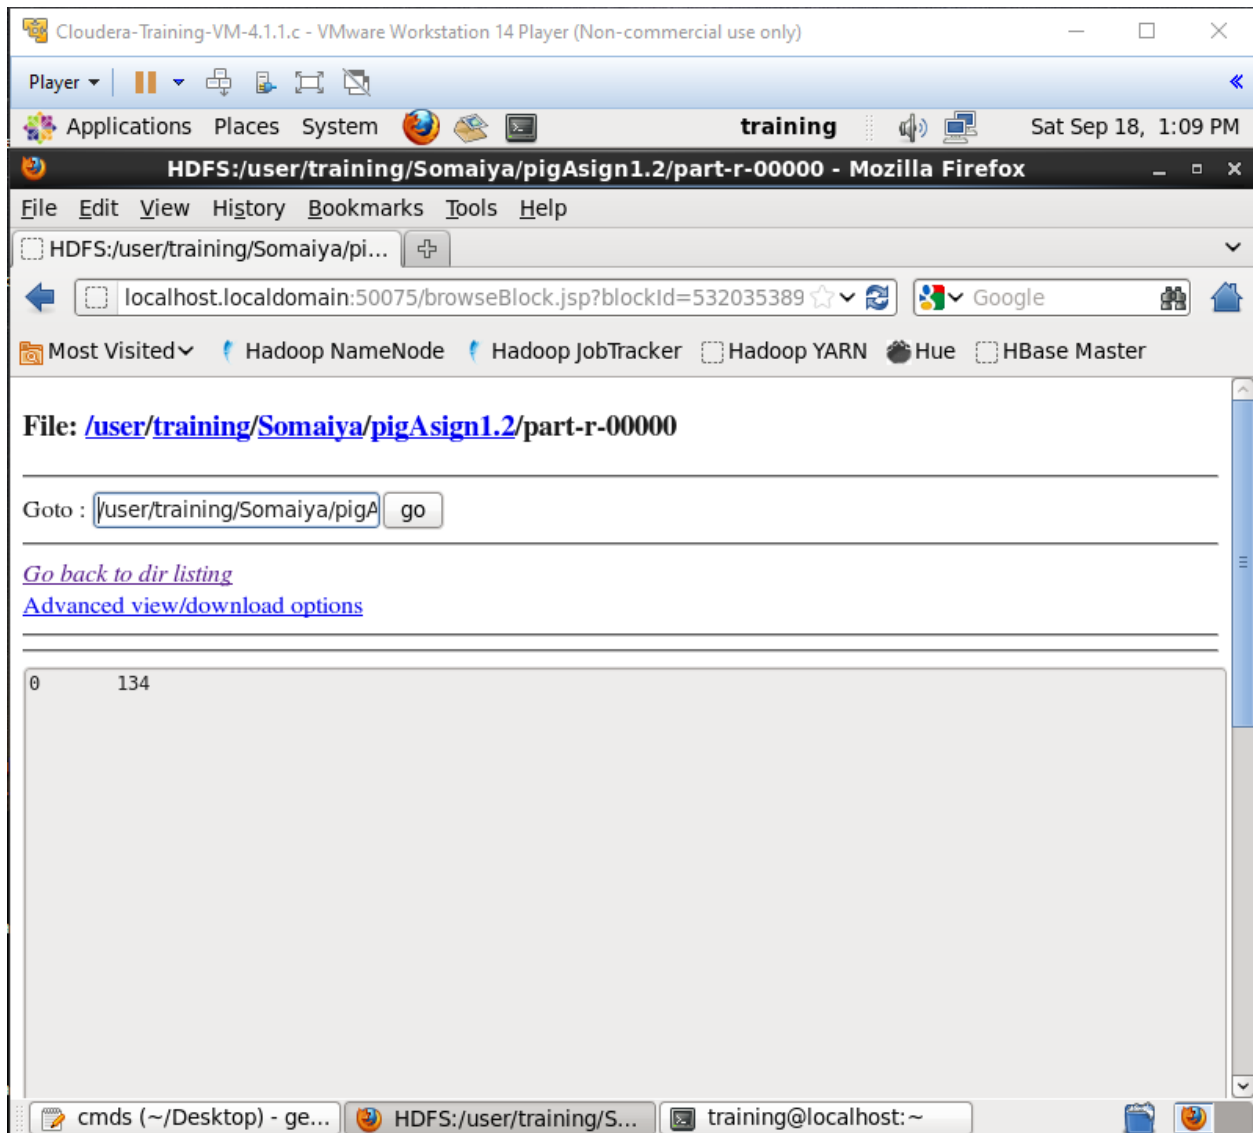 Cloudera-Training-VM-4.1.1.c - VMware Workstation 14 Player (Non-commercial use only)
Player
Applications Places System training Sat Sep 18, 1:09 PM
HDFS:/user/training/Somaiya/pigAsign1.2/part-r-00000 - Mozilla Firefox
File Edit View History Bookmarks Tools Help
HDFS:/user/training/Somaiya/pi...
localhost.localdomain:50075/browseBlock.jsp?blockId=532035389 Google
Most Visited Hadoop NameNode Hadoop JobTracker Hadoop YARN Hue HBase Master
File: /user/training/Somaiya/pigAsign1.2/part-r-00000
Goto : /user/training/Somaiya/pigA go
Go back to dir listing
Advanced view/download options
0 134
cmds (~/Desktop) - ge... HDFS:/user/training/S... training@localhost:~